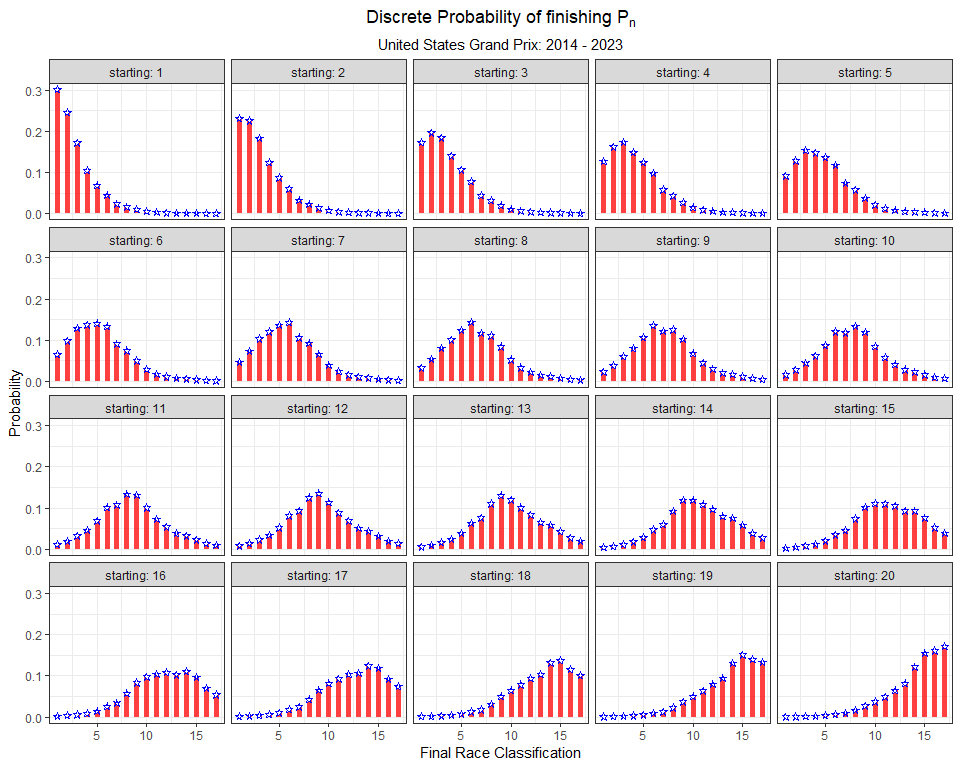 Discrete Probability of finishing Pn
United States Grand Prix: 2014 - 2023
starting: 1 starting: 2 starting: 3 starting: 4 starting: 5
0.3
0.2
0.1
0.0
starting: 6 starting: 7 starting: 8 starting: 9 starting: 10
0.3
0.2
0.1
0.0
Probability
starting: 11 starting: 12 starting: 13 starting: 14 starting: 15
0.3
0.2
0.1
0.0
starting: 16 starting: 17 starting: 18 starting: 19 starting: 20
0.3
0.2
0.1
0.0
5 10 15 5 10 15 5 10 15 5 10 15 5 10 15
Final Race Classification